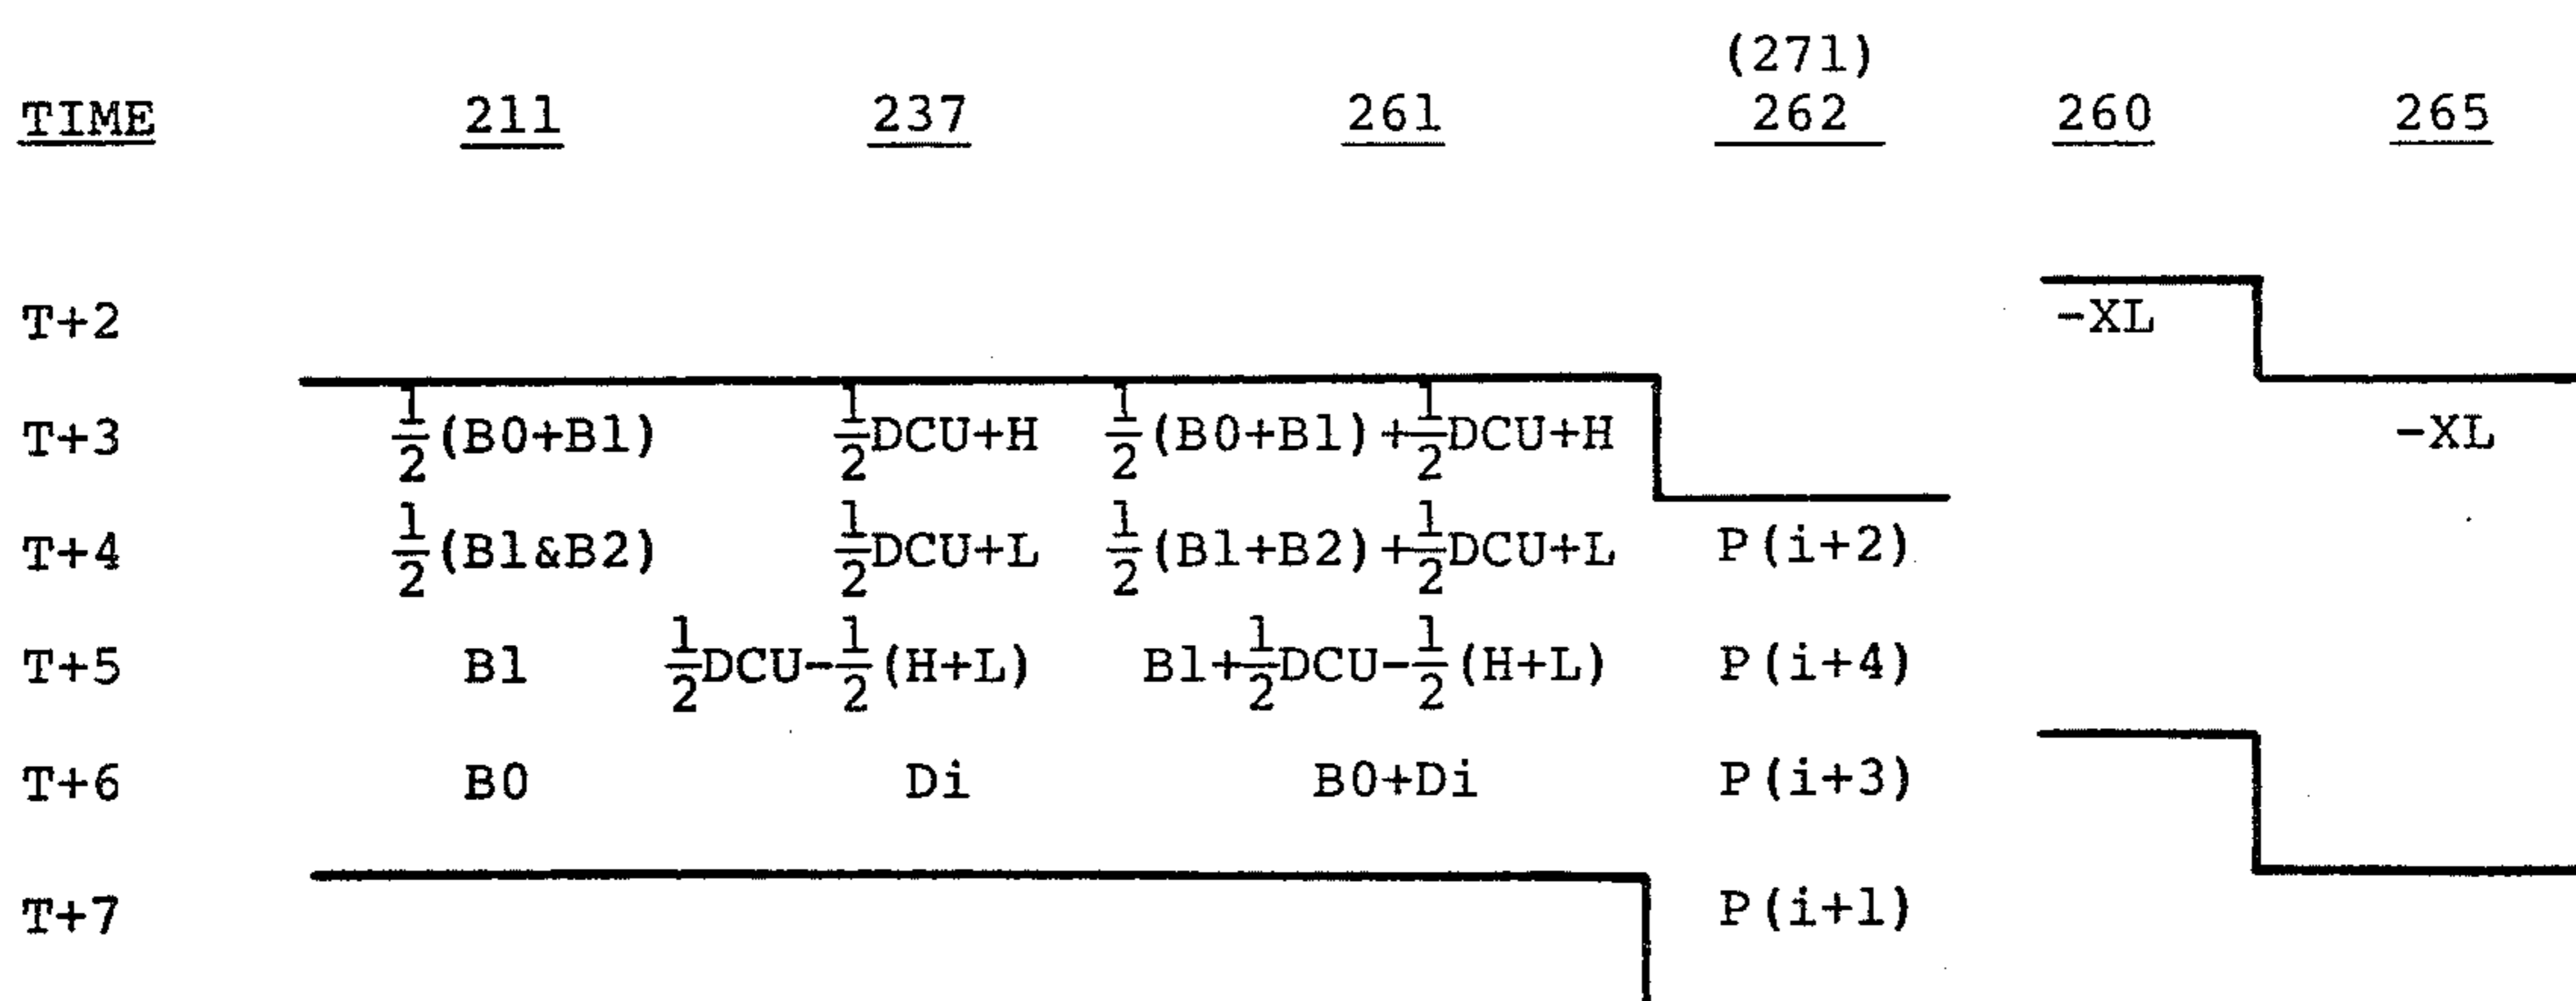 (271)
TIME 211 237 261 262 260 265
T+2 -XL
T+3 1/2(B0+B1) 1/2DCU+H 1/2(B0+B1)+1/2DCU+H -XL
T+4 1/2(B1&B2) 1/2DCU+L 1/2(B1+B2)+1/2DCU+L P(i+2)
T+5 B1 1/2DCU-1/2(H+L) B1+1/2DCU-1/2(H+L) P(i+4)
T+6 B0 Di B0+Di P(i+3)
T+7 P(i+1)